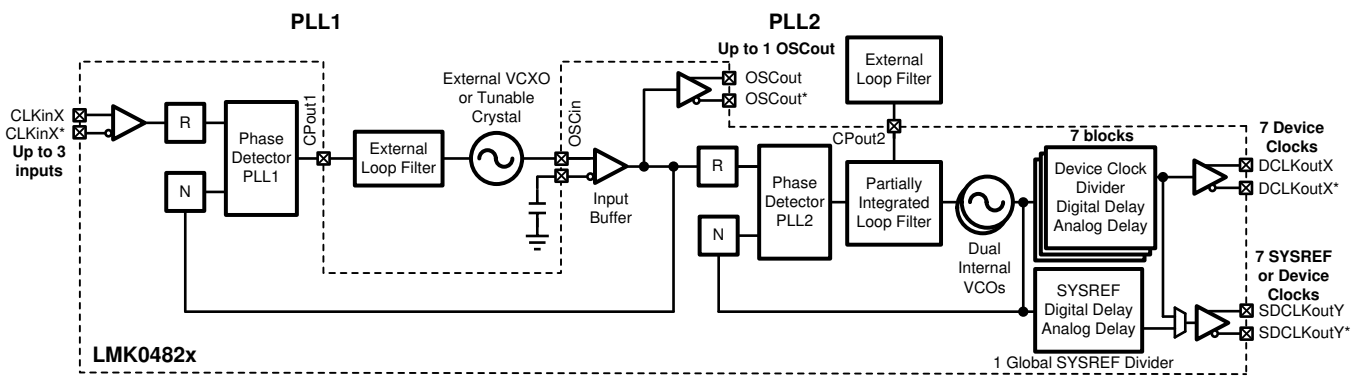 PLL1
PLL2
Up to 1 OSCout
External
Loop Filter
External VCXO
or Tunable
Crystal
OSCout
OSCout*
CLKinX
CLKinX*
Up to 3
inputs
R
N
Phase
Detector
PLL1
CPout1
External
Loop Filter
OSCin
Input
Buffer
R
N
Phase
Detector
PLL2
CPout2
Partially
Integrated
Loop Filter
Dual
Internal
VCOs
7 blocks
Device Clock
Divider
Digital Delay
Analog Delay
SYSREF
Digital Delay
Analog Delay
1 Global SYSREF Divider
7 Device
Clocks
DCLKoutX
DCLKoutX*
7 SYSREF
or Device
Clocks
SDCLKoutY
SDCLKoutY*
LMK0482x